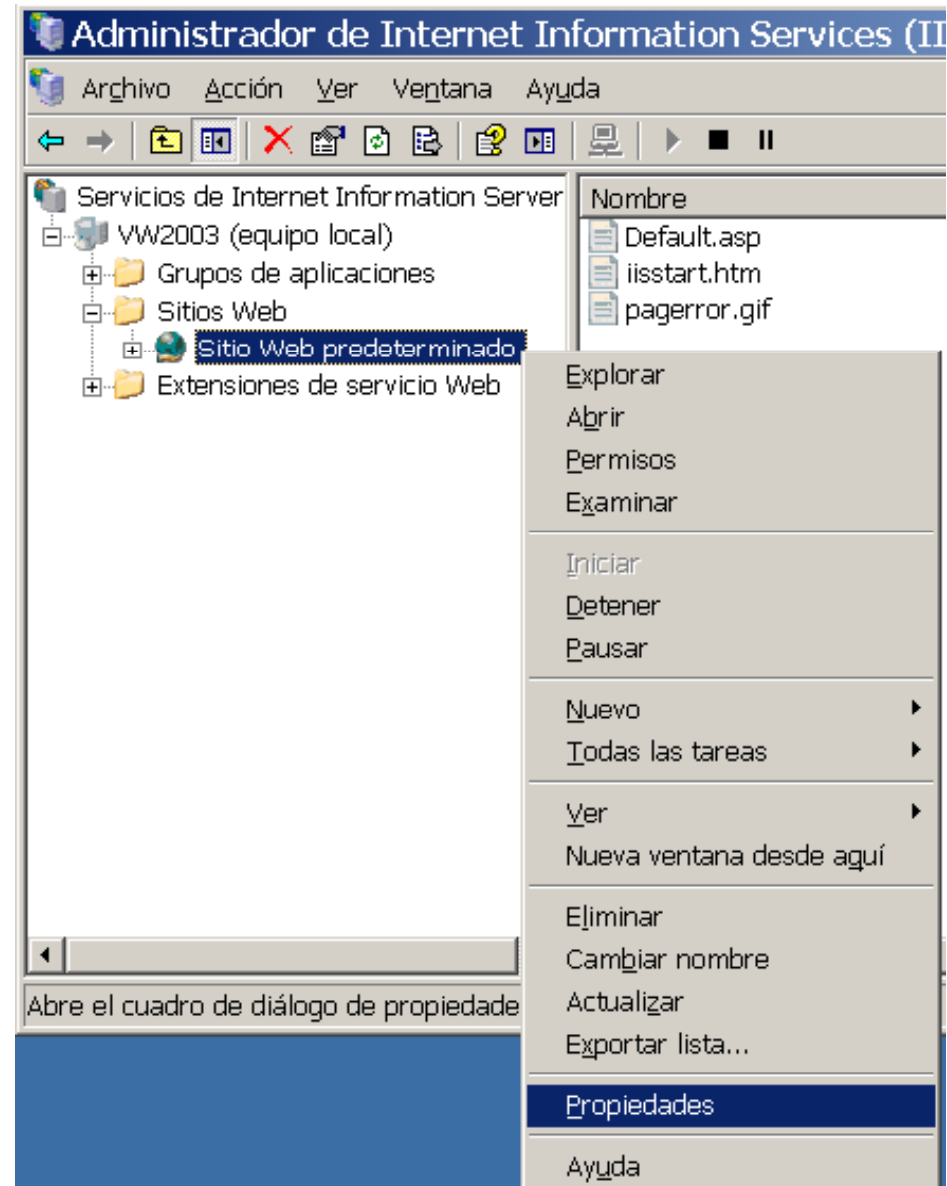 Administrador de Internet Information Services (II
Archivo Acción Ver Ventana Ayuda
Servicios de Internet Information Server
VW2003 (equipo local)
Grupos de aplicaciones
Sitios Web
Sitio Web predeterminado
Extensiones de servicio Web
Nombre
Default.asp
iisstart.htm
pagerror.gif
Explorar
Abrir
Permisos
Examinar
Iniciar
Detener
Pausar
Nuevo
Todas las tareas
Ver
Nueva ventana desde aquí
Eliminar
Cambiar nombre
Actualizar
Exportar lista...
Propiedades
Ayuda
Abre el cuadro de diálogo de propiedade